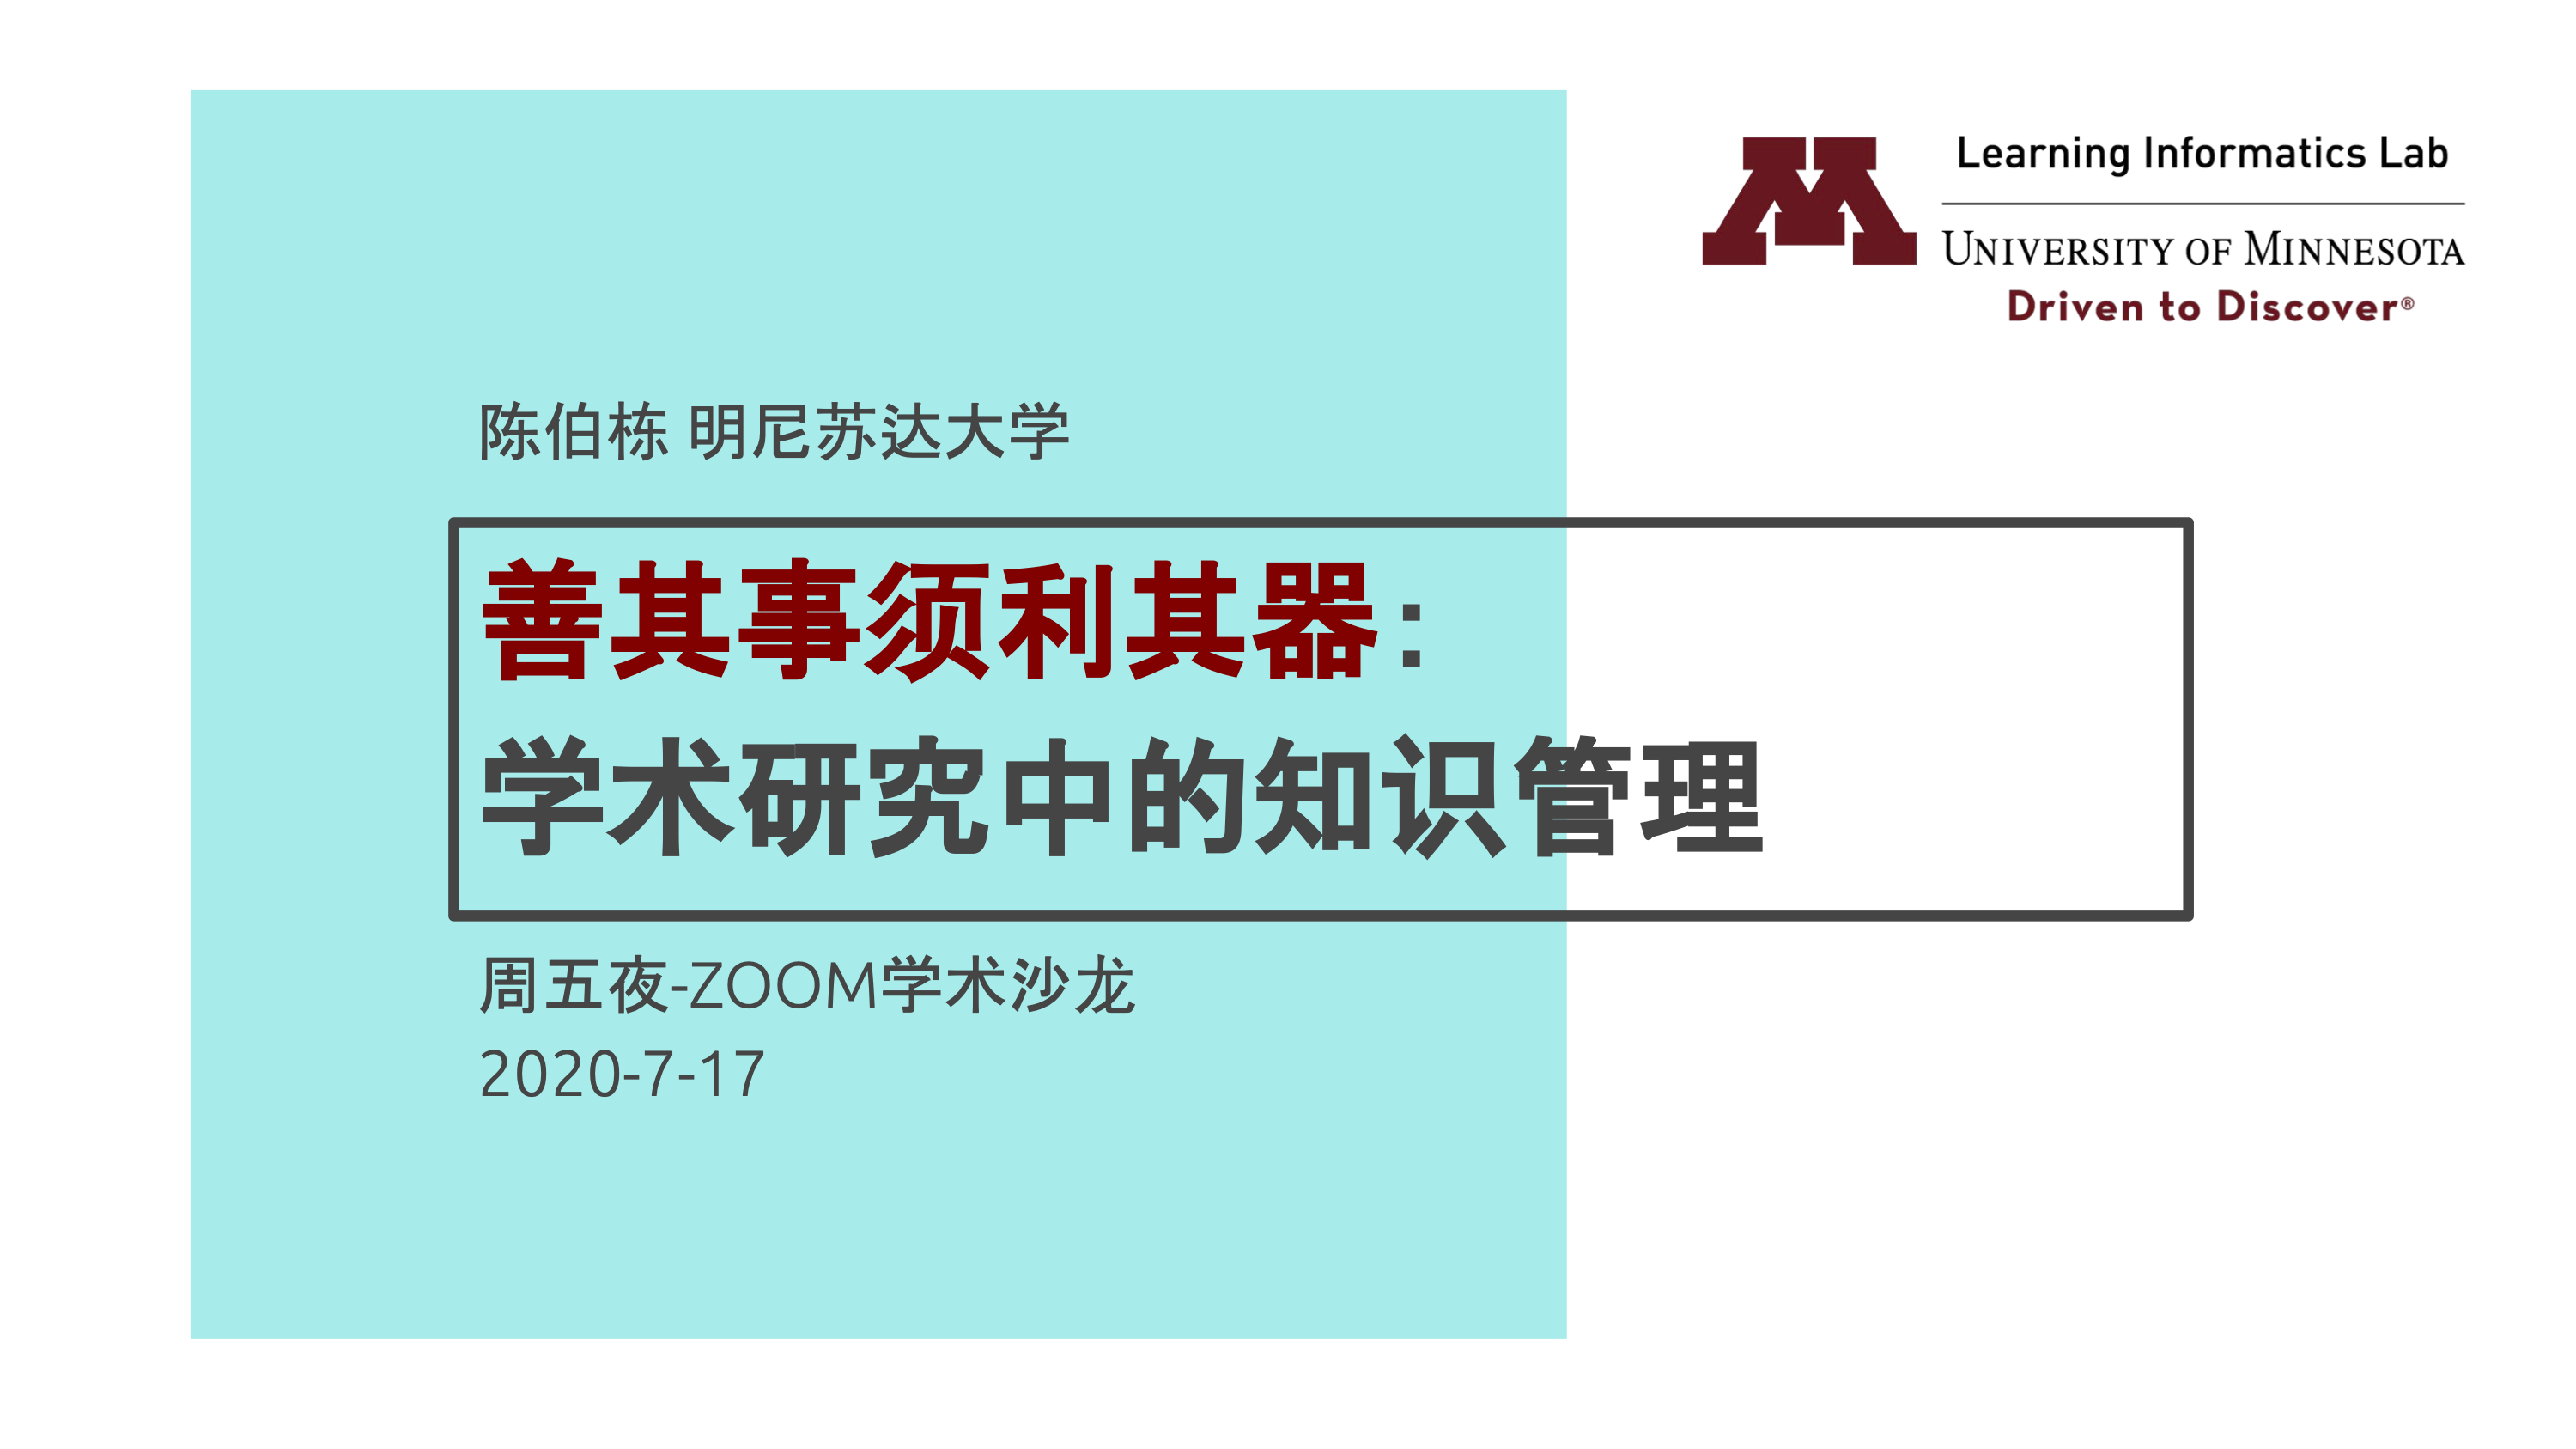 Learning Informatics Lab
UNIVERSITY OF MINNESOTA
Driven to Discover®
陈伯栋 明尼苏达大学
善其事须利其器：
学术研究中的知识管理
周五夜-ZOOM学术沙龙
2020-7-17